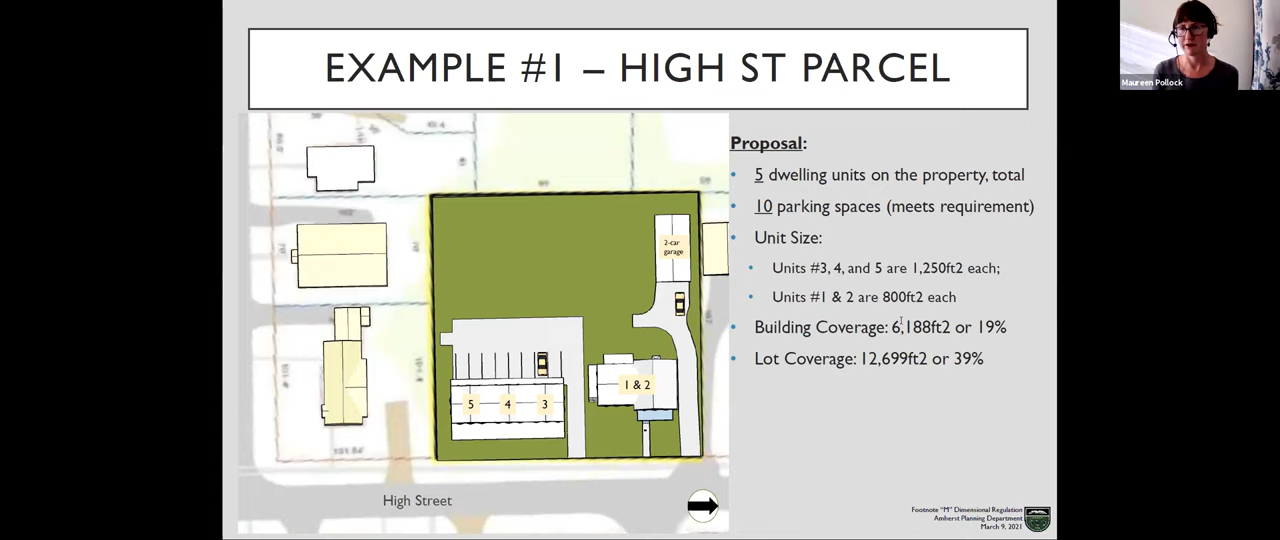 EXAMPLE #1 – HIGH ST PARCEL
Maureen Pollock
Proposal:
5 dwelling units on the property, total
10 parking spaces (meets requirement)
Unit Size:
Units #3, 4, and 5 are 1,250ft2 each;
Units #1 & 2 are 800ft2 each
Building Coverage: 6,188ft2 or 19%
Lot Coverage: 12,699ft2 or 39%
2-car
garage
1 & 2
5 4 3
High Street
Footnote "M" Dimensional Regulation
Amherst Planning Department
March 9, 2021